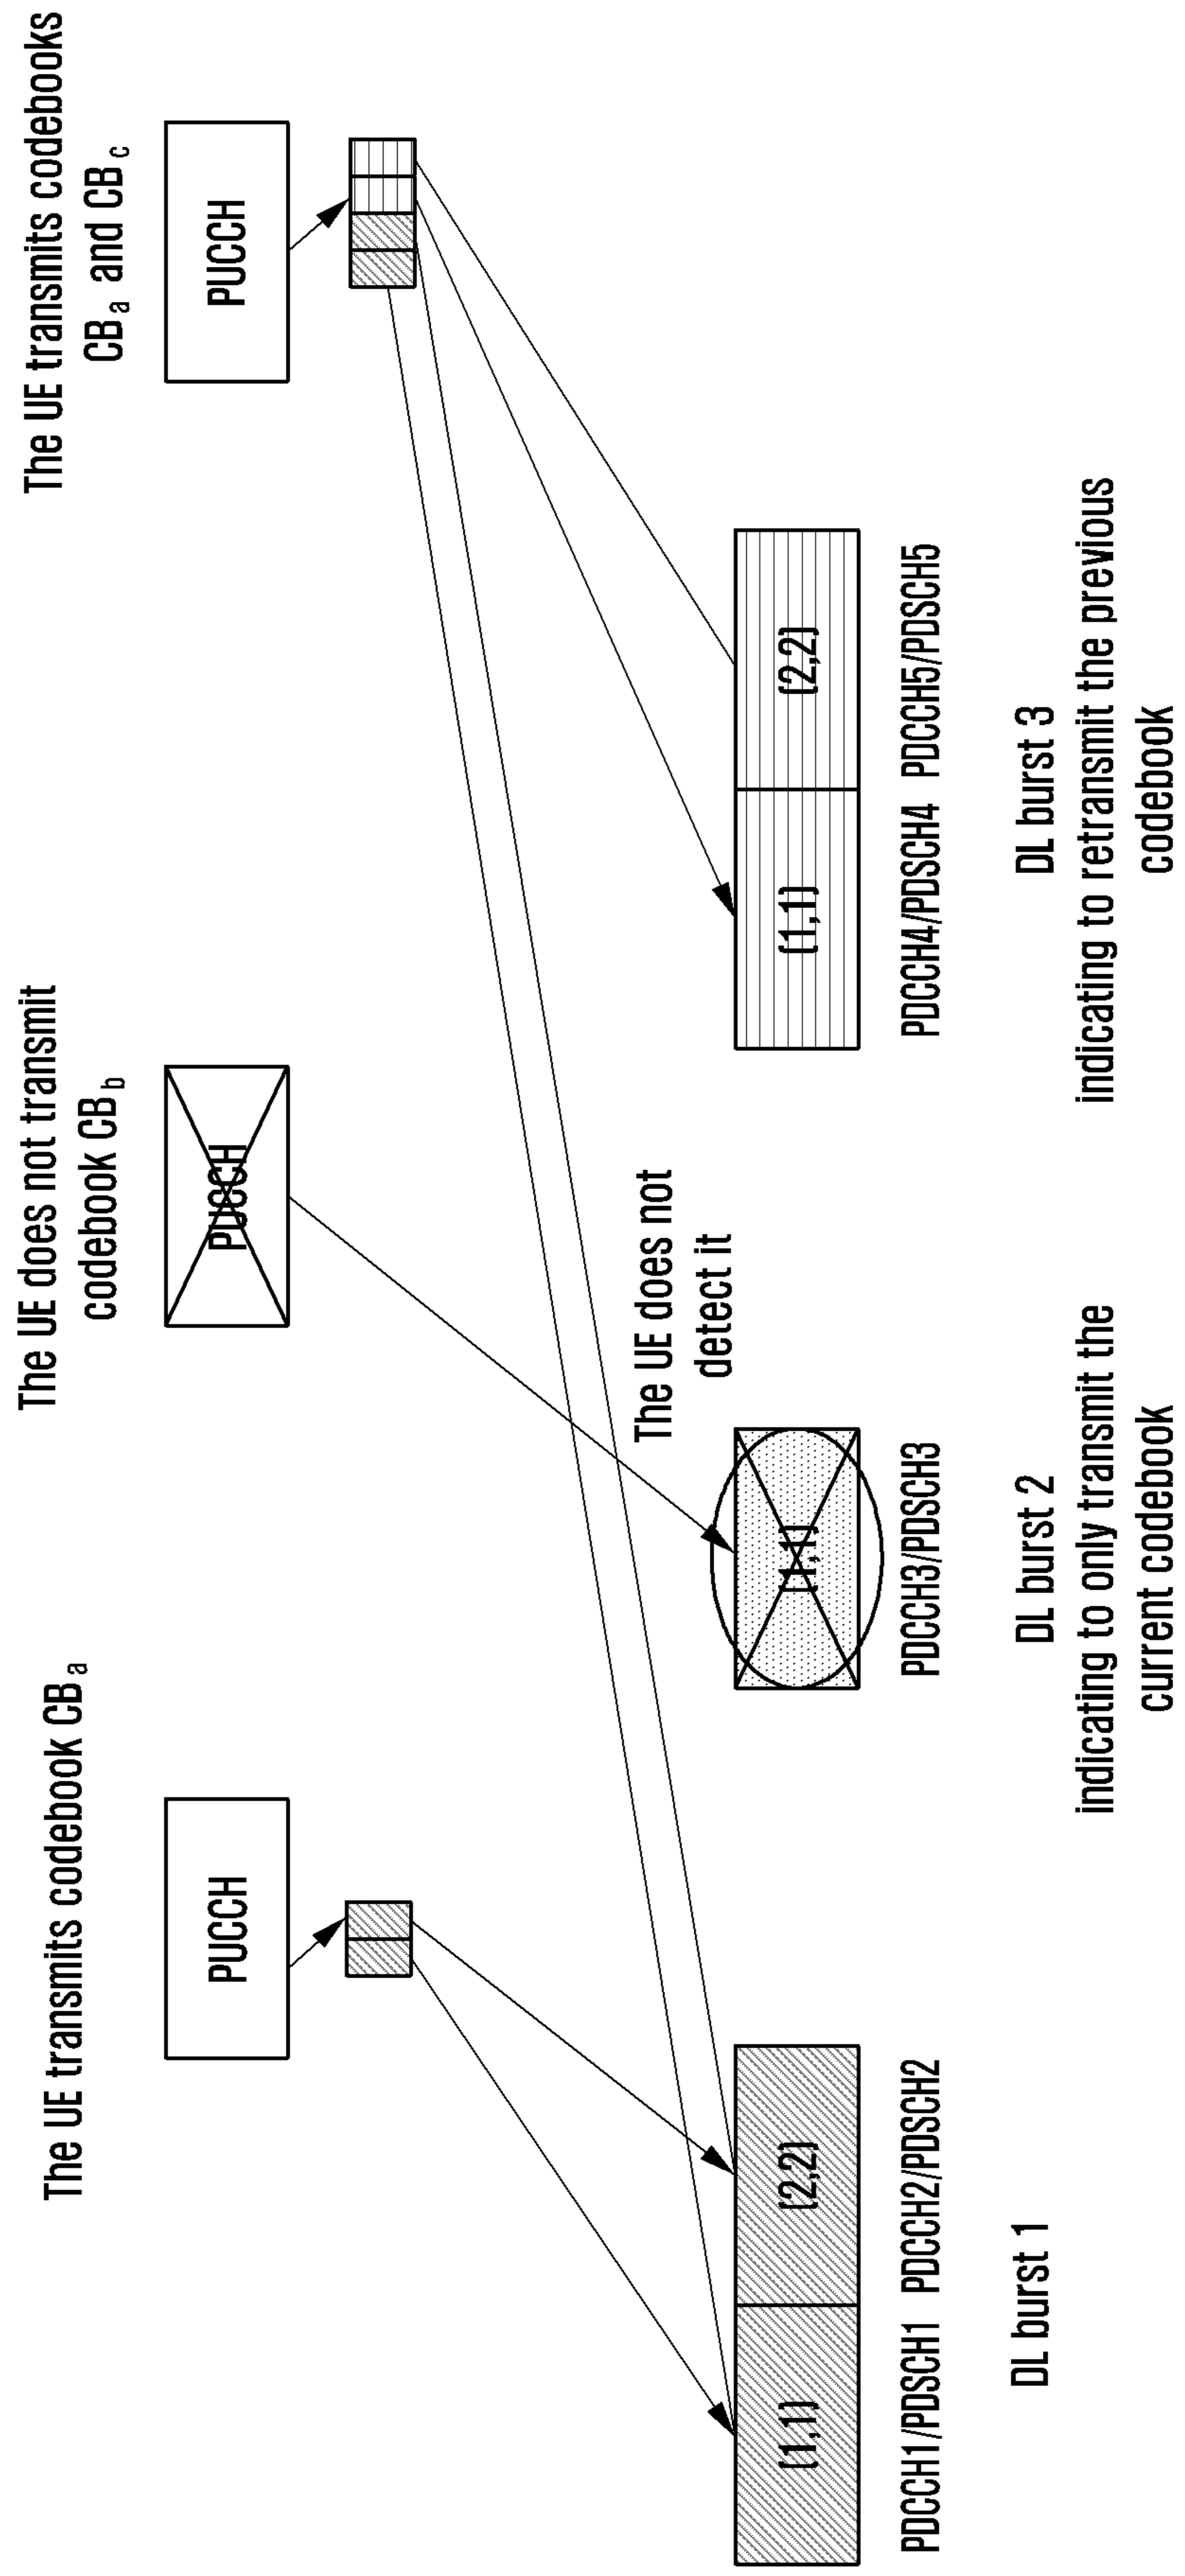 The UE transmits codebook CBa
The UE does not transmit
codebook CBb
The UE transmits codebooks
CBa and CBc
PUCCH
PUCCH
PUCCH
The UE does not
detect it
(1,1)
(2,2)
(1,1)
(1,1)
(2,2)
PDCCH1/PDSCH1
PDCCH2/PDSCH2
PDCCH3/PDSCH3
PDCCH4/PDSCH4
PDCCH5/PDSCH5
DL burst 1
DL burst 2
indicating to only transmit the
current codebook
DL burst 3
indicating to retransmit the previous
codebook